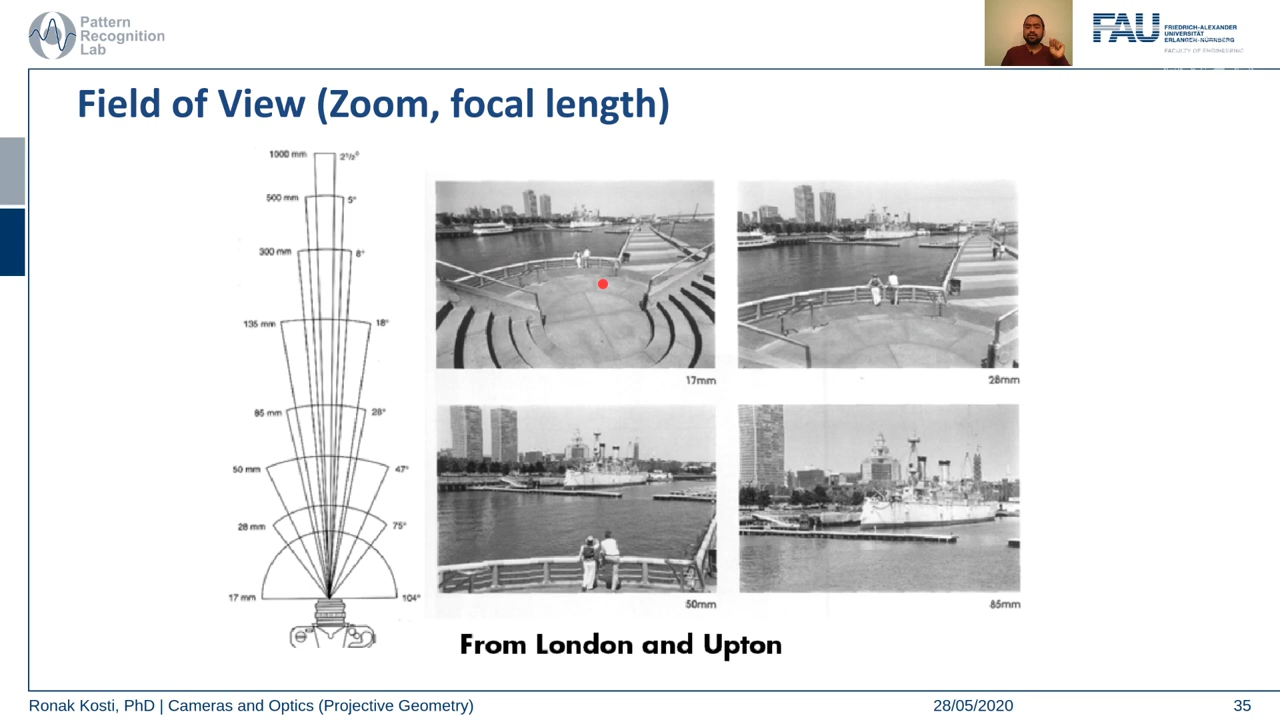 Pattern
Recognition
Lab
FAU
FRIEDRICH-ALEXANDER
UNIVERSITÄT
ERLANGEN-NÜRNBERG
FACULTY OF ENGINEERING
Field of View (Zoom, focal length)
1000 mm 2½°
500 mm 5°
300 mm 8°
135 mm 18°
85 mm 28°
50 mm 47°
28 mm 75°
17 mm 104°
17mm
28mm
50mm
85mm
From London and Upton
Ronak Kosti, PhD | Cameras and Optics (Projective Geometry)
28/05/2020
35